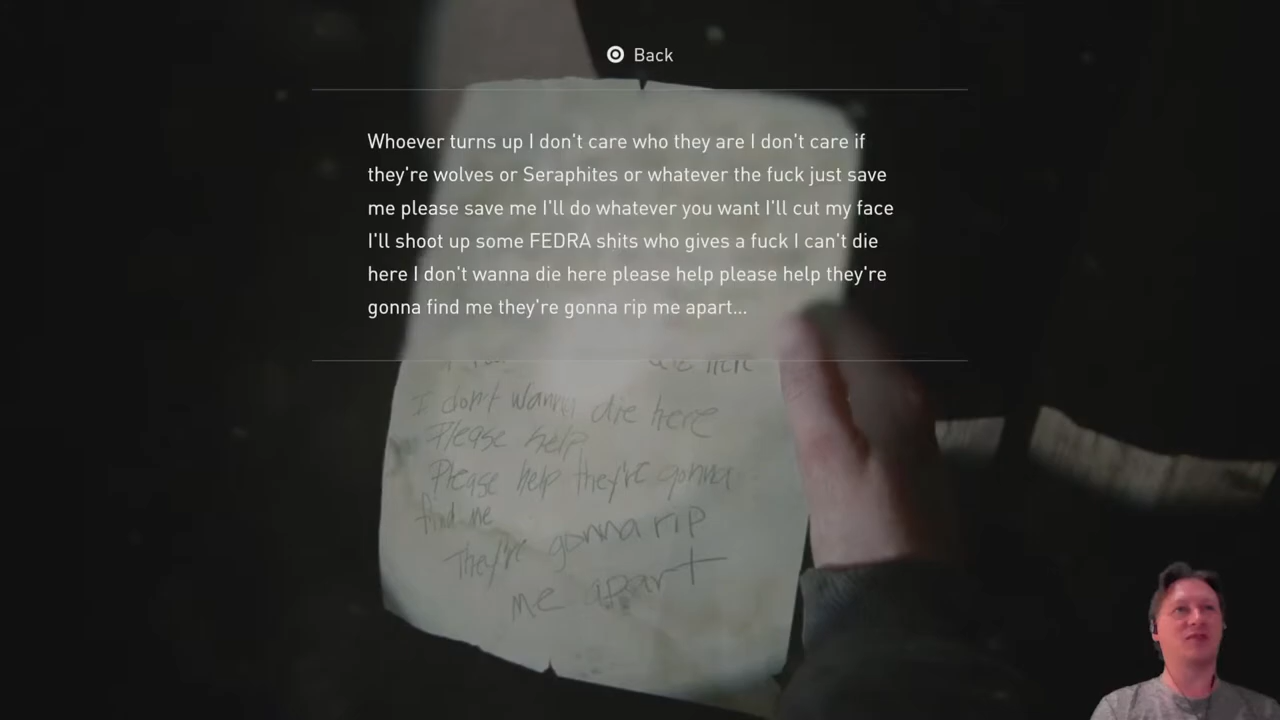 Back
Whoever turns up I don't care who they are I don't care if
they're wolves or Seraphites or whatever the fuck just save
me please save me I'll do whatever you want I'll cut my face
I'll shoot up some FEDRA shits who gives a fuck I can't die
here I don't wanna die here please help please help they're
gonna find me they're gonna rip me apart...
die here
I don't wanna die here
Please help
Please help they're gonna
find me
They're gonna rip
me apart